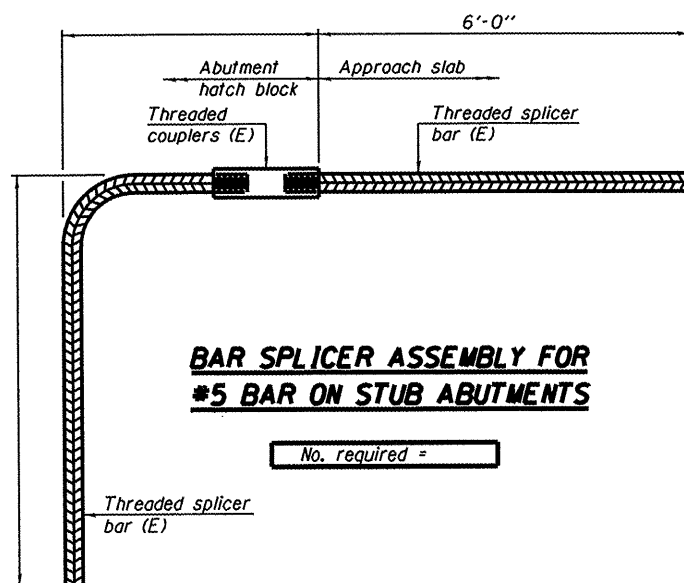 6'-0"
Abutment
hatch block
Approach slab
Threaded
couplers (E)
Threaded splicer
bar (E)
BAR SPLICER ASSEMBLY FOR
#5 BAR ON STUB ABUTMENTS
No. required =
Threaded splicer
bar (E)